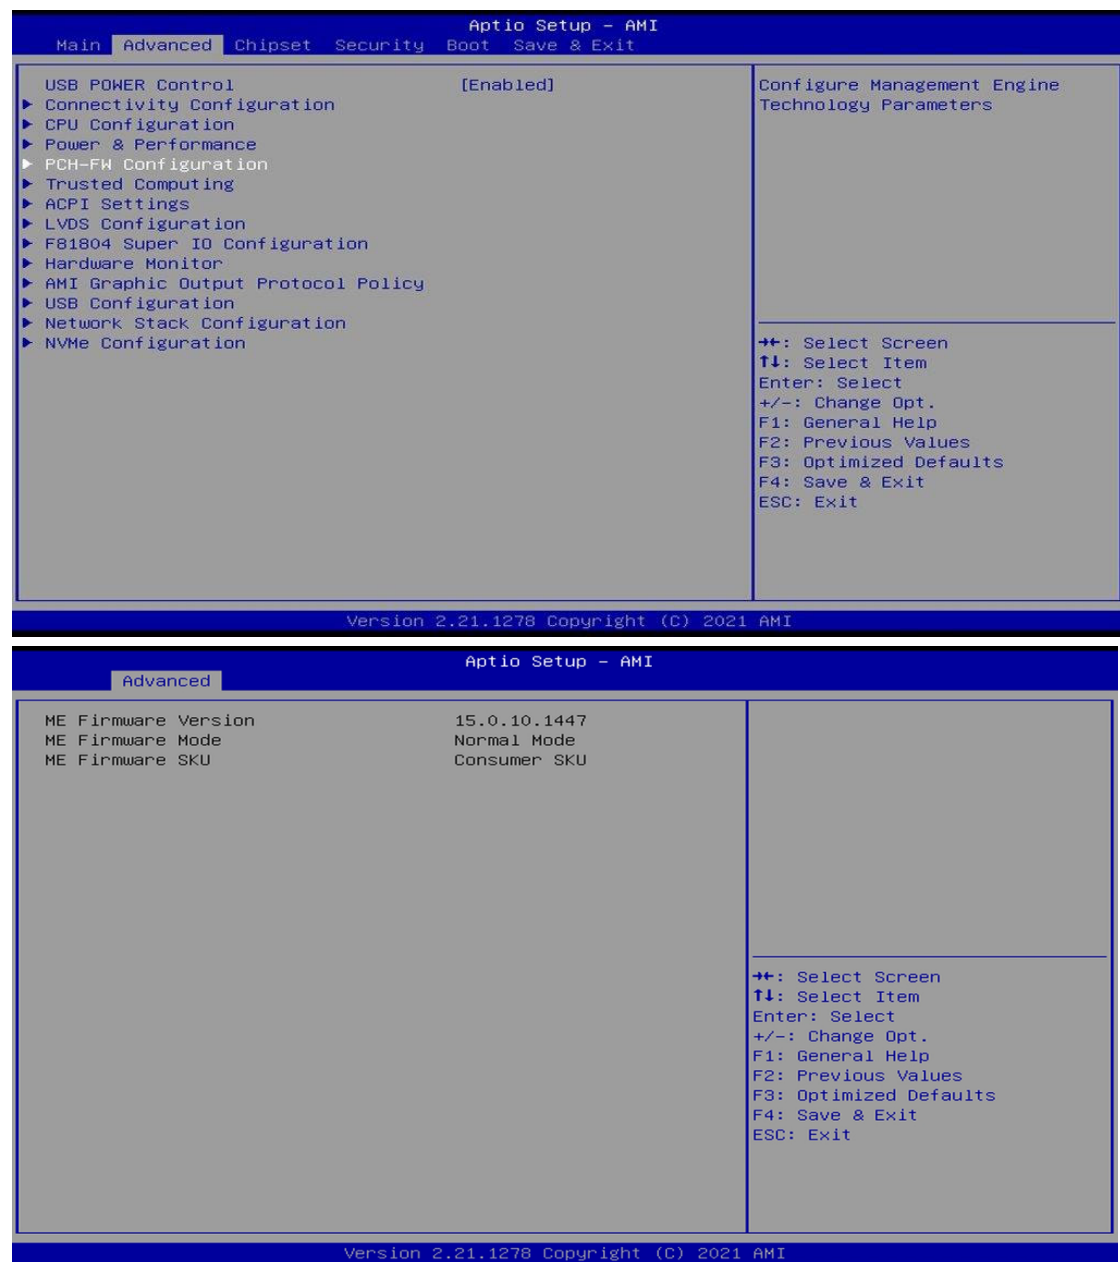 Aptio Setup – AMI
Main Advanced Chipset Security Boot Save & Exit
USB POWER Control [Enabled]
▶ Connectivity Configuration
▶ CPU Configuration
▶ Power & Performance
▶ PCH-FW Configuration
▶ Trusted Computing
▶ ACPI Settings
▶ LVDS Configuration
▶ F81804 Super IO Configuration
▶ Hardware Monitor
▶ AMI Graphic Output Protocol Policy
▶ USB Configuration
▶ Network Stack Configuration
▶ NVMe Configuration
Configure Management Engine
Technology Parameters
→←: Select Screen
↑↓: Select Item
Enter: Select
+/-: Change Opt.
F1: General Help
F2: Previous Values
F3: Optimized Defaults
F4: Save & Exit
ESC: Exit
Version 2.21.1278 Copyright (C) 2021 AMI
Aptio Setup – AMI
Advanced
ME Firmware Version 15.0.10.1447
ME Firmware Mode Normal Mode
ME Firmware SKU Consumer SKU
→←: Select Screen
↑↓: Select Item
Enter: Select
+/-: Change Opt.
F1: General Help
F2: Previous Values
F3: Optimized Defaults
F4: Save & Exit
ESC: Exit
Version 2.21.1278 Copyright (C) 2021 AMI